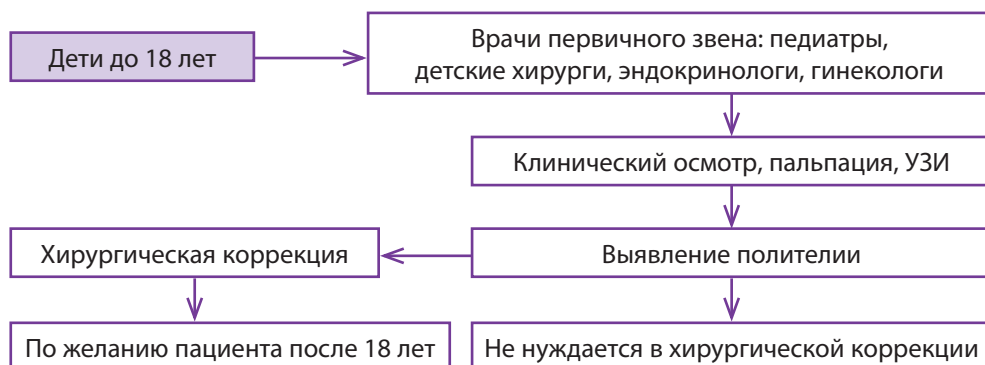 Дети до 18 лет
Врачи первичного звена: педиатры,
детские хирурги, эндокринологи, гинекологи
Клинический осмотр, пальпация, УЗИ
Хирургическая коррекция
Выявление полителии
По желанию пациента после 18 лет
Не нуждается в хирургической коррекции